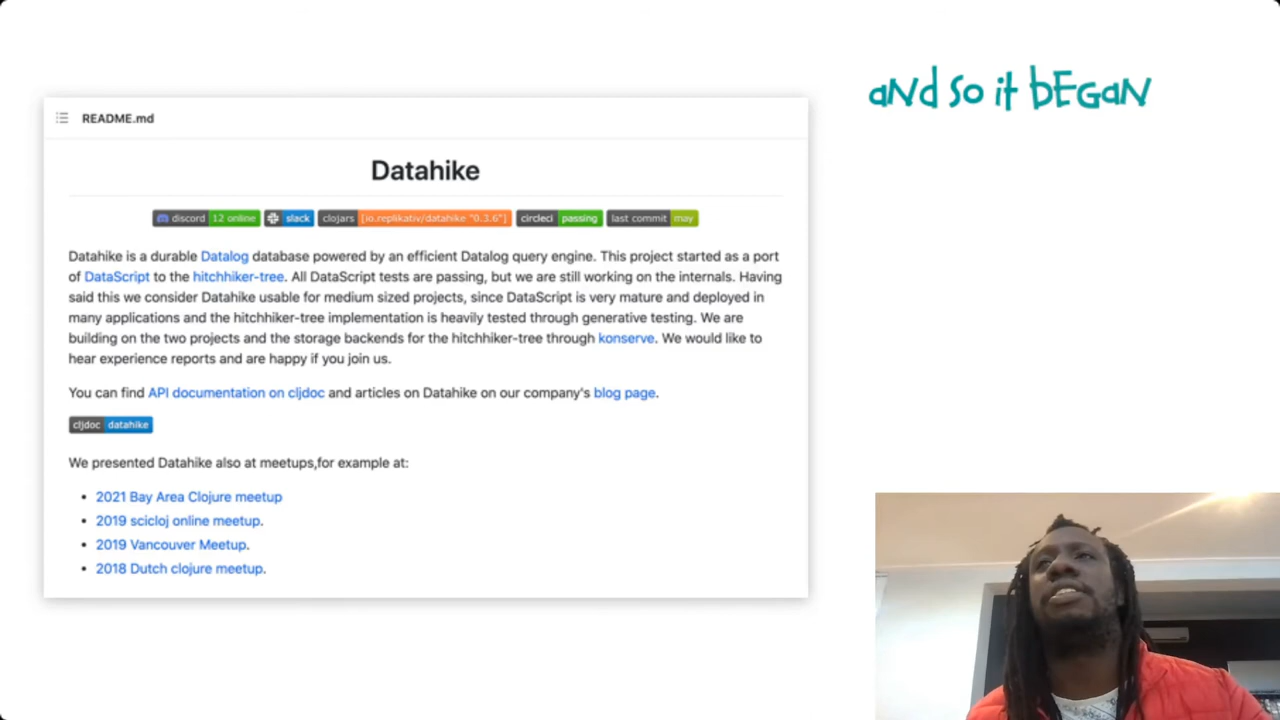 and so it bEGaN
README.md
Datahike
discord 12 online slack clojars [io.replikativ/datahike "0.3.6"] circleci passing last commit may
Datahike is a durable Datalog database powered by an efficient Datalog query engine. This project started as a port
of DataScript to the hitchhiker-tree. All DataScript tests are passing, but we are still working on the internals. Having
said this we consider Datahike usable for medium sized projects, since DataScript is very mature and deployed in
many applications and the hitchhiker-tree implementation is heavily tested through generative testing. We are
building on the two projects and the storage backends for the hitchhiker-tree through konserve. We would like to
hear experience reports and are happy if you join us.
You can find API documentation on cljdoc and articles on Datahike on our company's blog page.
cljdoc datahike
We presented Datahike also at meetups,for example at:
• 2021 Bay Area Clojure meetup
• 2019 scicloj online meetup.
• 2019 Vancouver Meetup.
• 2018 Dutch clojure meetup.